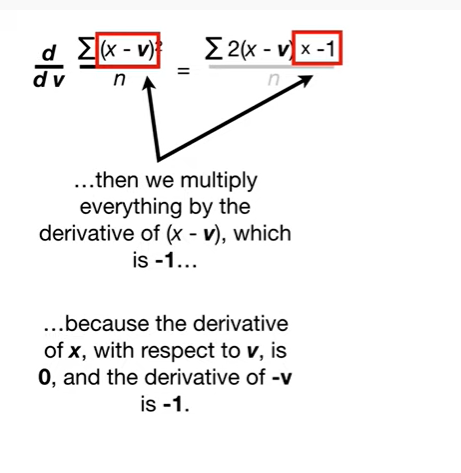 d/dv Σ(x - v)²/n = Σ 2(x - v) × -1/n
...then we multiply
everything by the
derivative of (x - v), which
is -1...
...because the derivative
of x, with respect to v, is
0, and the derivative of -v
is -1.